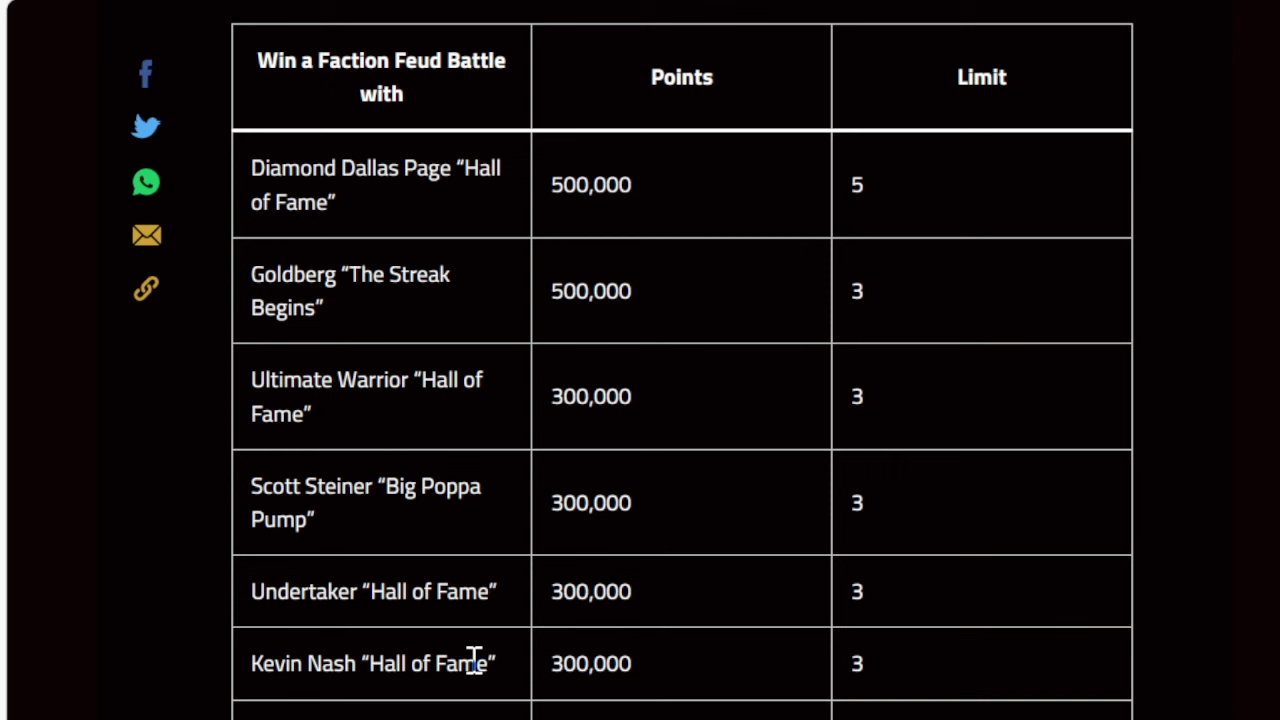 Win a Faction Feud Battle
with
Points
Limit
Diamond Dallas Page “Hall
of Fame”
500,000
5
Goldberg “The Streak
Begins”
500,000
3
Ultimate Warrior “Hall of
Fame”
300,000
3
Scott Steiner “Big Poppa
Pump”
300,000
3
Undertaker “Hall of Fame”
300,000
3
Kevin Nash “Hall of Fame”
300,000
3